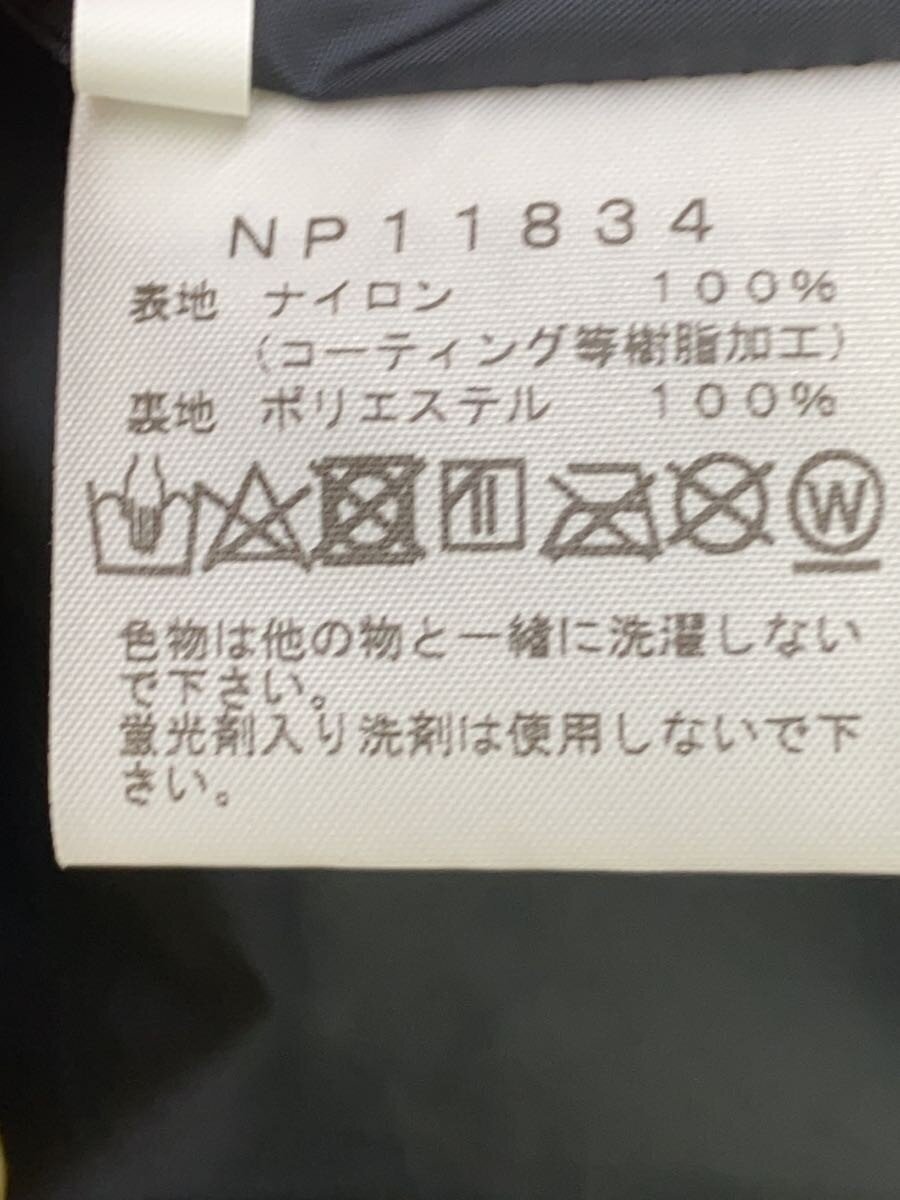 NP11834
表地 ナイロン 100%
(コーティング等樹脂加工)
裏地 ポリエステル 100%
W
色物は他の物と一緒に洗濯しない
で下さい。
蛍光剤入り洗剤は使用しないで下
さい。